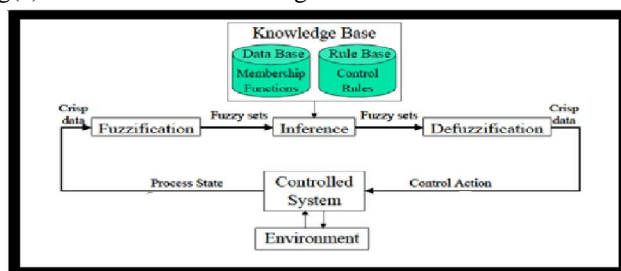 Knowledge Base
Data Base
Membership
Functions
Rule Base
Control
Rules
Crisp
data
Fuzzification
Fuzzy sets
Inference
Fuzzy sets
Defuzzification
Crisp
data
Process State
Controlled
System
Control Action
Environment